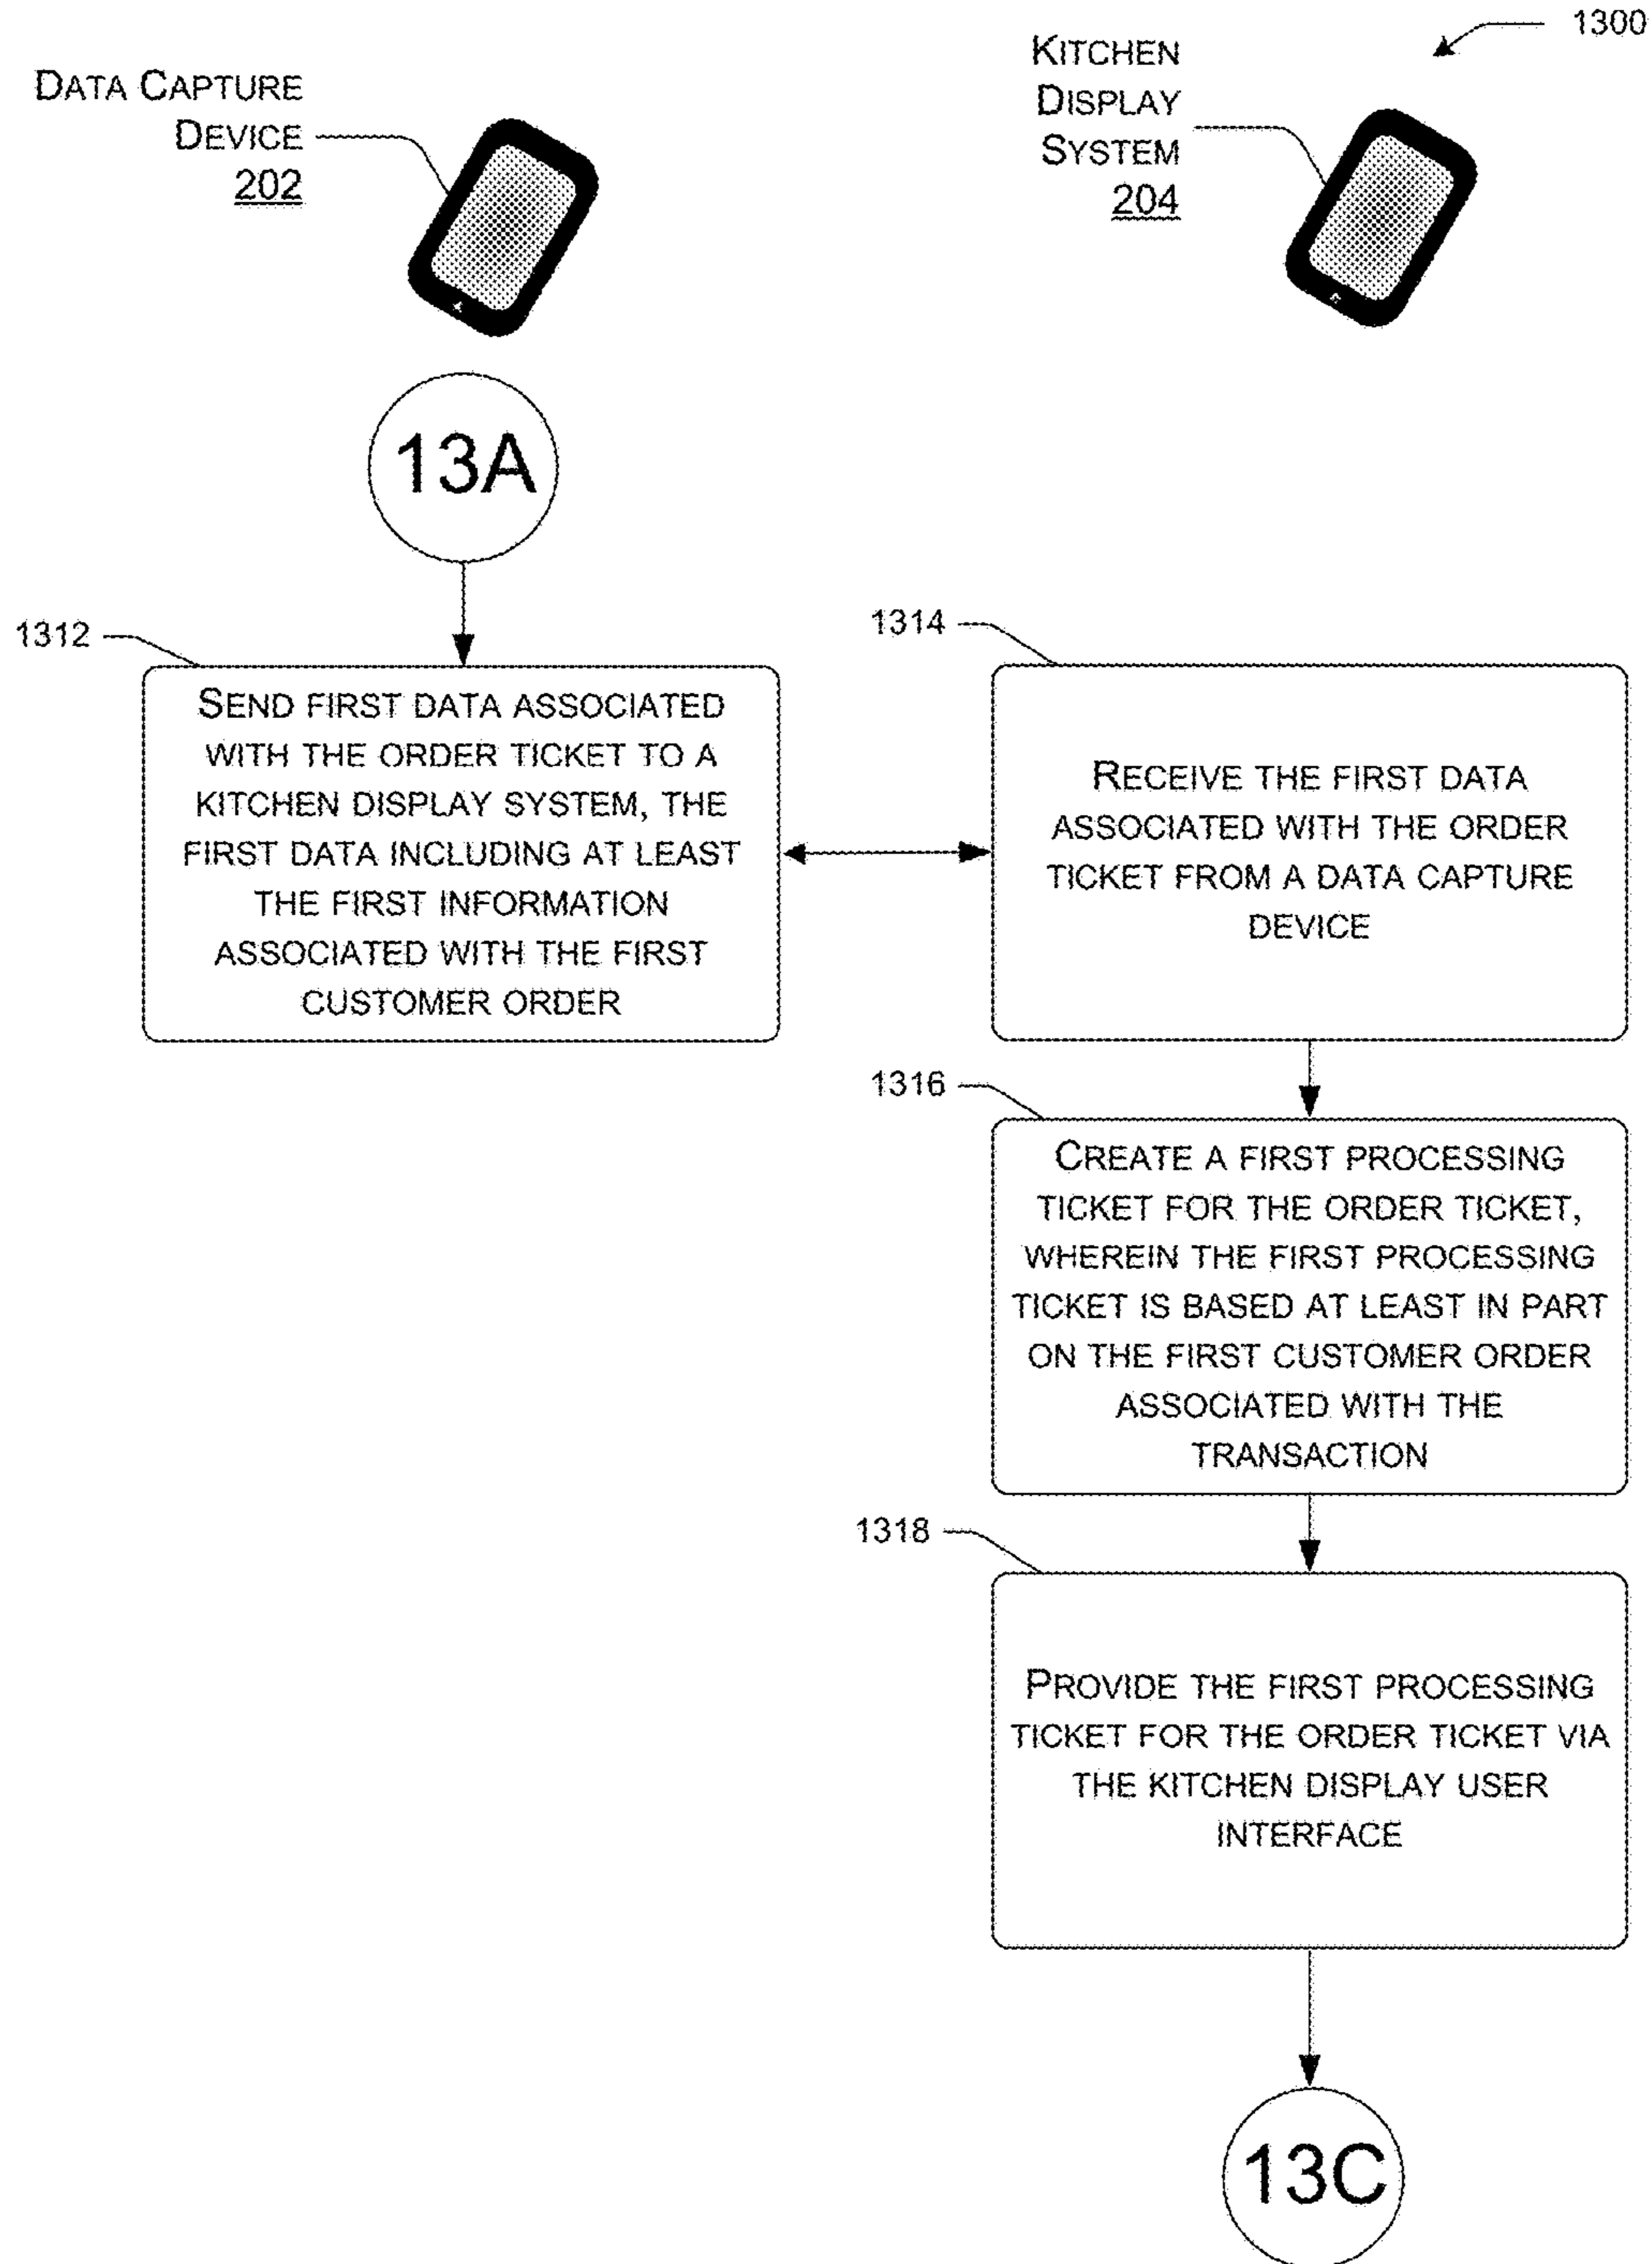 1300
DATA CAPTURE
DEVICE
202
KITCHEN
DISPLAY
SYSTEM
204
13A
1312
SEND FIRST DATA ASSOCIATED
WITH THE ORDER TICKET TO A
KITCHEN DISPLAY SYSTEM, THE
FIRST DATA INCLUDING AT LEAST
THE FIRST INFORMATION
ASSOCIATED WITH THE FIRST
CUSTOMER ORDER
1314
RECEIVE THE FIRST DATA
ASSOCIATED WITH THE ORDER
TICKET FROM A DATA CAPTURE
DEVICE
1316
CREATE A FIRST PROCESSING
TICKET FOR THE ORDER TICKET,
WHEREIN THE FIRST PROCESSING
TICKET IS BASED AT LEAST IN PART
ON THE FIRST CUSTOMER ORDER
ASSOCIATED WITH THE
TRANSACTION
1318
PROVIDE THE FIRST PROCESSING
TICKET FOR THE ORDER TICKET VIA
THE KITCHEN DISPLAY USER
INTERFACE
13C